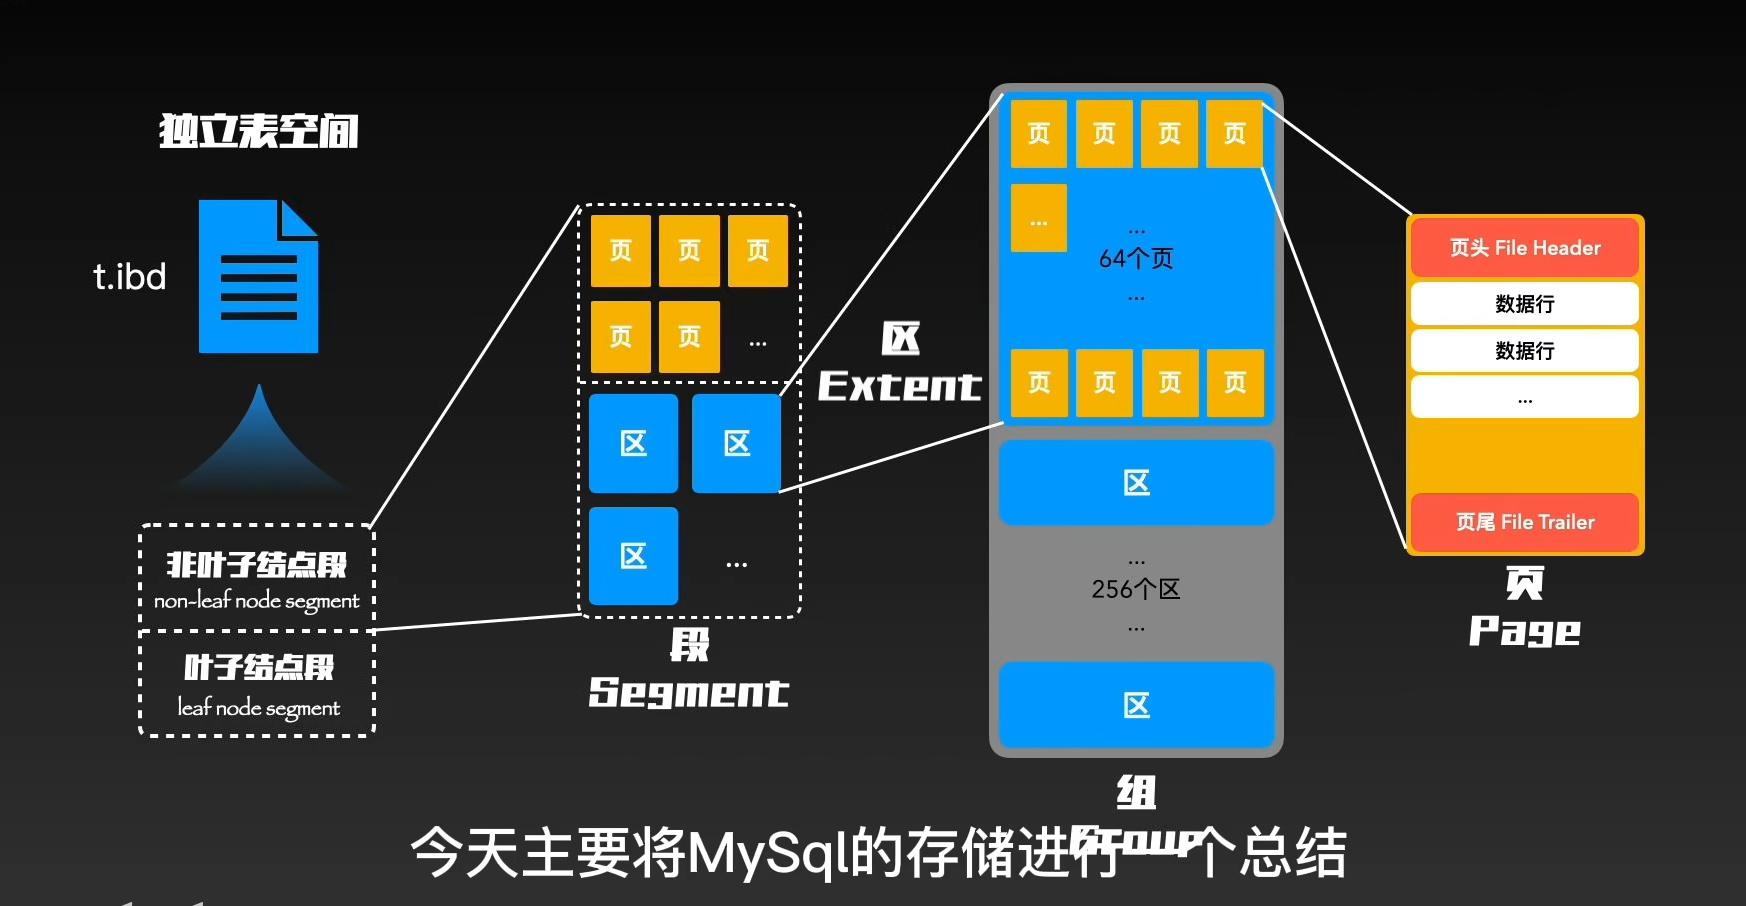 独立表空间
t.ibd
非叶子结点段
non-leaf node segment
叶子结点段
leaf node segment
页 页 页
页 页 ...
区 区
区 ...
段
Segment
区
Extent
页 页 页 页
...
...
64个页
...
页 页 页 页
区
...
256个区
...
区
组
Group
页头 File Header
数据行
数据行
...
页尾 File Trailer
页
Page
今天主要将MySql的存储进行一个总结